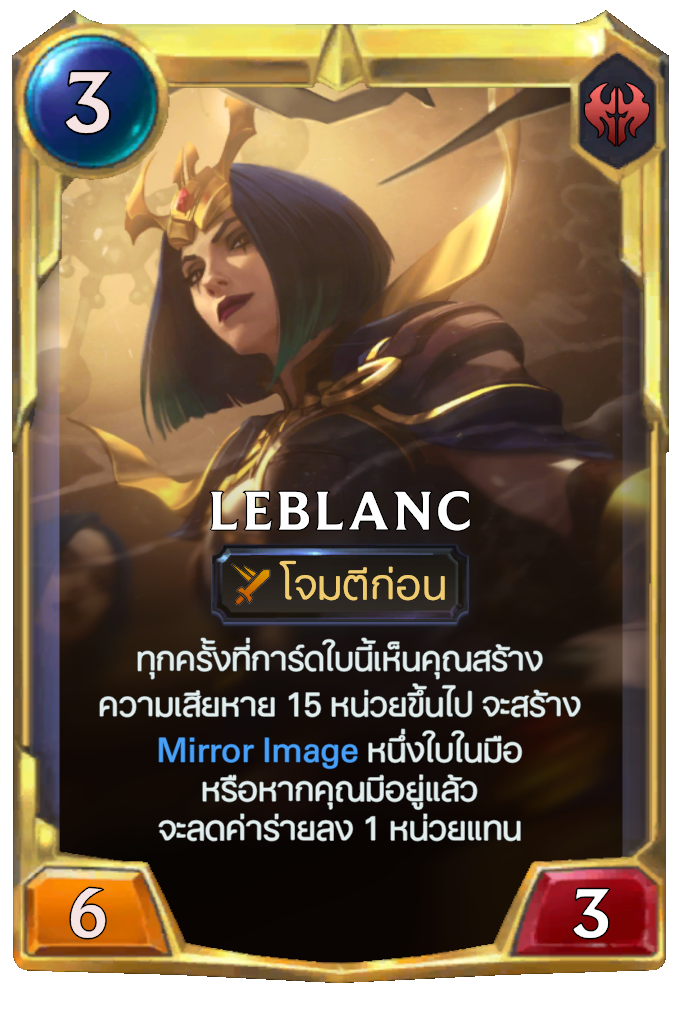 3
LEBLANC
โจมตีก่อน
ทุกครั้งที่การ์ดใบนี้เห็นคุณสร้าง
ความเสียหาย 15 หน่วยขึ้นไป จะสร้าง
Mirror Image หนึ่งใบในมือ
หรือหากคุณมีอยู่แล้ว
จะลดค่าร่ายลง 1 หน่วยแทน
6
3